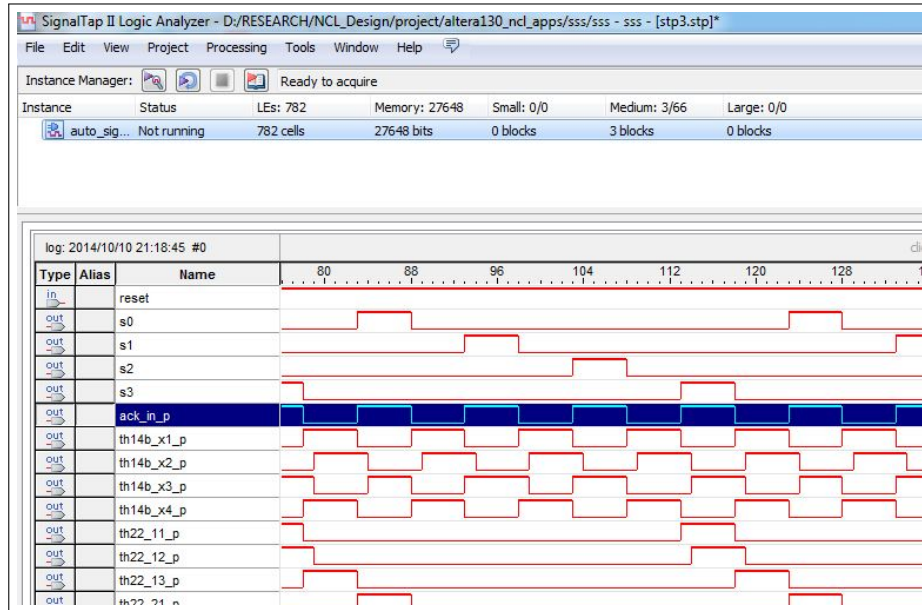 SignalTap II Logic Analyzer - D:/RESEARCH/NCL_Design/project/altera130_ncl_apps/sss/sss - sss - [stp3.stp]*
File Edit View Project Processing Tools Window Help
Instance Manager: Ready to acquire
Instance Status LEs: 782 Memory: 27648 Small: 0/0 Medium: 3/66 Large: 0/0
auto_sig... Not running 782 cells 27648 bits 0 blocks 3 blocks 0 blocks
log: 2014/10/10 21:18:45 #0
Type Alias Name 80 88 96 104 112 120 128
in reset
out s0
out s1
out s2
out s3
out ack_in_p
out th14b_x1_p
out th14b_x2_p
out th14b_x3_p
out th14b_x4_p
out th22_11_p
out th22_12_p
out th22_13_p
out th22_21_p